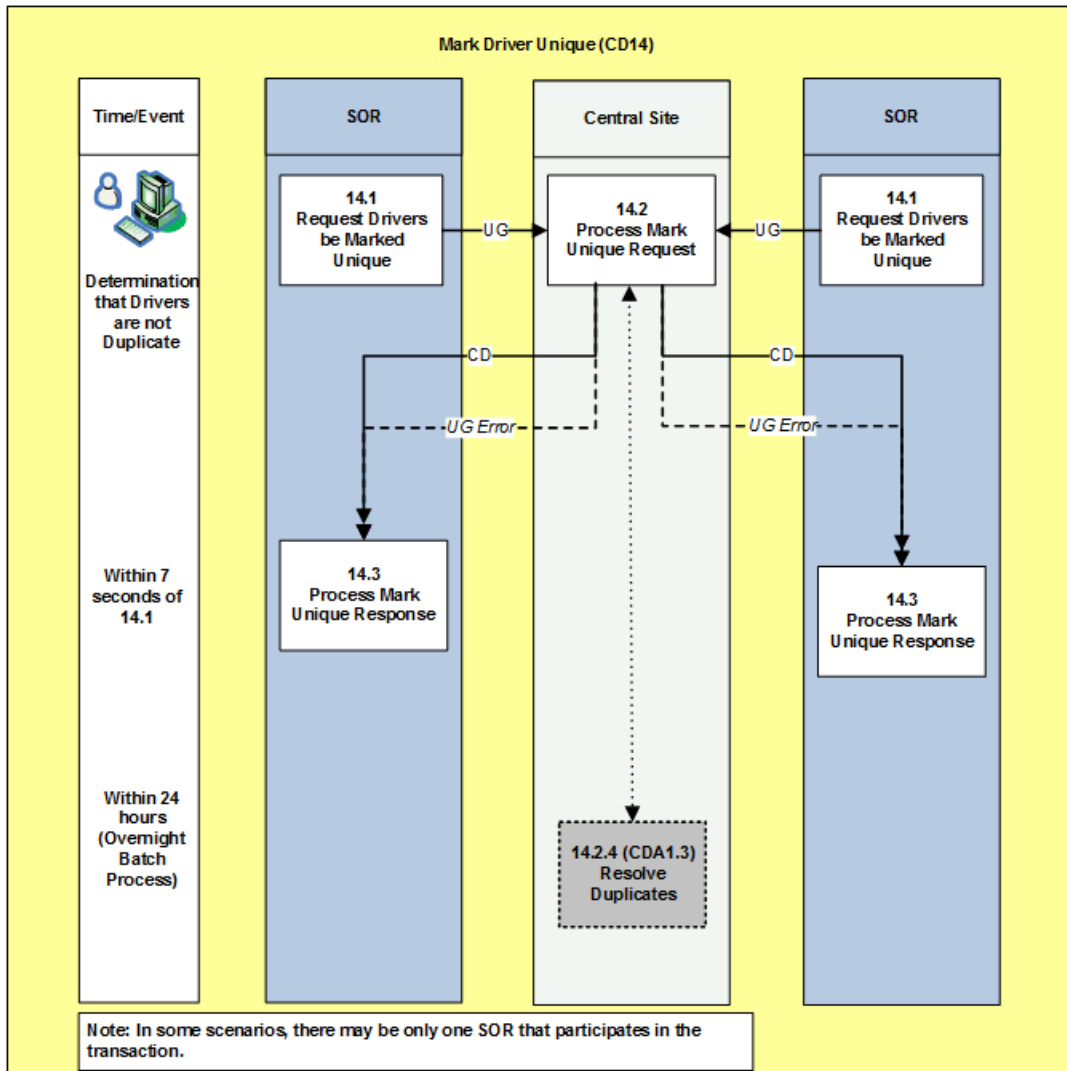 Mark Driver Unique (CD14)
Time/Event
SOR
Central Site
SOR
14.1
Request Drivers
be Marked
Unique
UG
14.2
Process Mark
Unique Request
UG
14.1
Request Drivers
be Marked
Unique
Determination
that Drivers
are not
Duplicate
CD
CD
UG Error
UG Error
Within 7
seconds of
14.1
14.3
Process Mark
Unique Response
14.3
Process Mark
Unique Response
Within 24
hours
(Overnight
Batch
Process)
14.2.4 (CDA1.3)
Resolve
Duplicates
Note: In some scenarios, there may be only one SOR that participates in the
transaction.